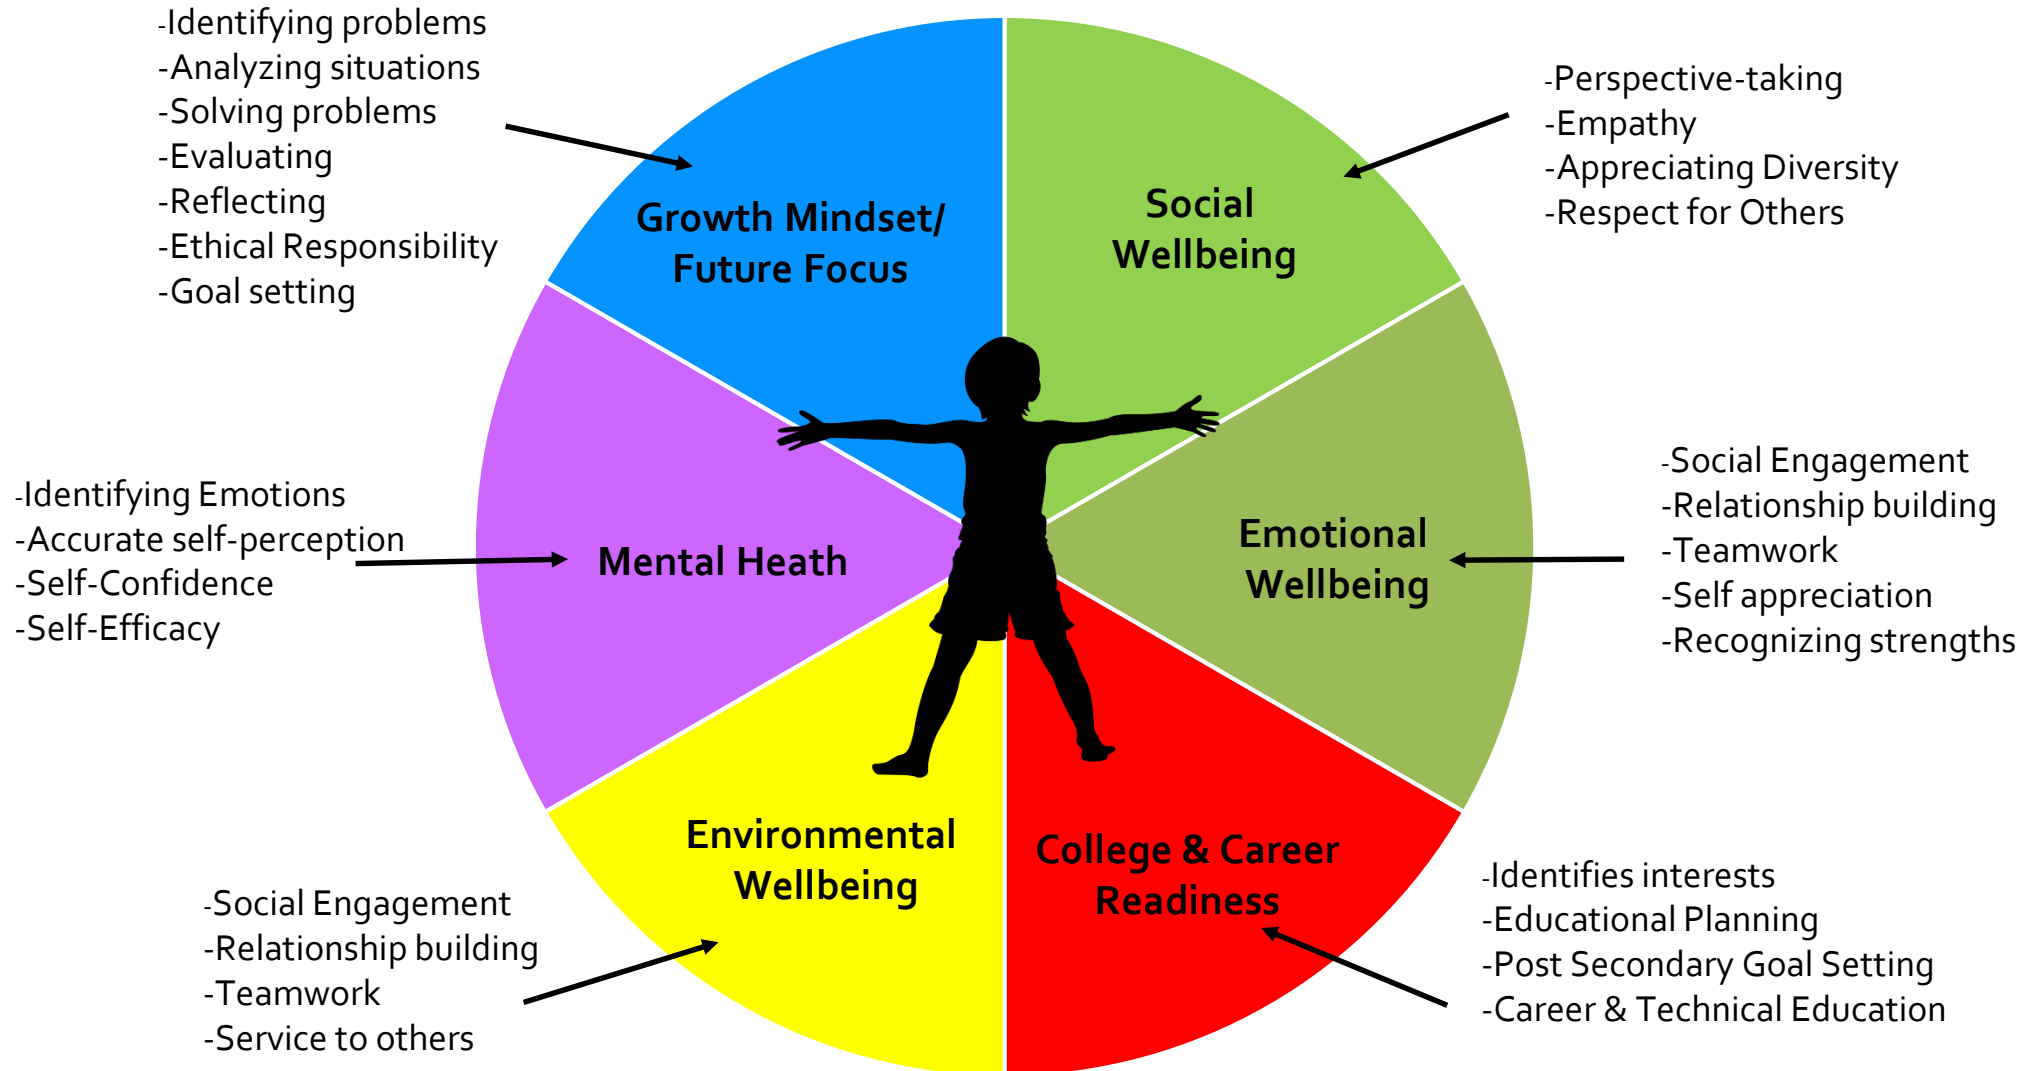 -Identifying problems
-Analyzing situations
-Solving problems
-Evaluating
-Reflecting
-Ethical Responsibility
-Goal setting
Growth Mindset/
Future Focus
Social
Wellbeing
-Perspective-taking
-Empathy
-Appreciating Diversity
-Respect for Others
-Identifying Emotions
-Accurate self-perception
-Self-Confidence
-Self-Efficacy
Mental Heath
Emotional
Wellbeing
-Social Engagement
-Relationship building
-Teamwork
-Self appreciation
-Recognizing strengths
Environmental
Wellbeing
-Social Engagement
-Relationship building
-Teamwork
-Service to others
College & Career
Readiness
-Identifies interests
-Educational Planning
-Post Secondary Goal Setting
-Career & Technical Education